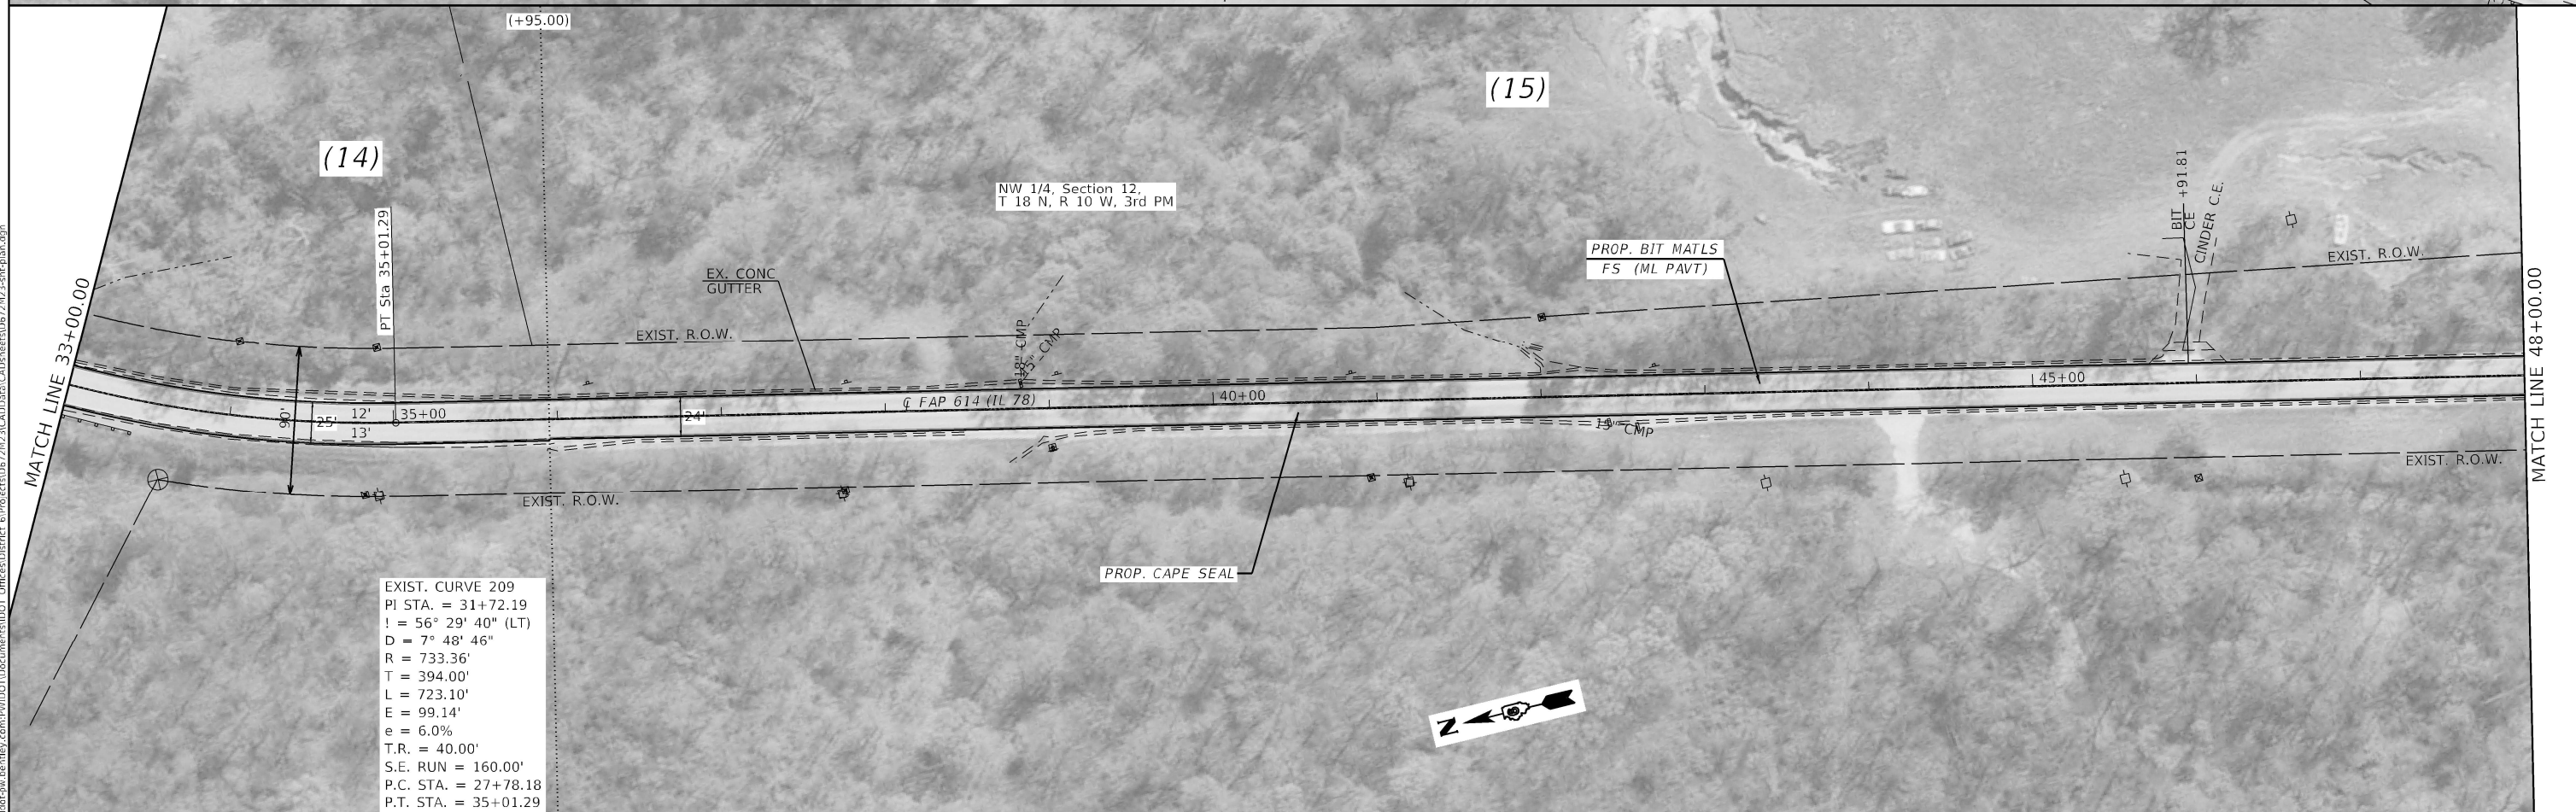 (+95.00)
(15)
(14)
NW 1/4, Section 12,
T 18 N, R 10 W, 3rd PM
PT Sta 35+01.29
BIT
CE
+91.81
CINDER C.E.
PROP. BIT MATLS
FS (ML PAVT)
EXIST. R.O.W.
EX. CONC
GUTTER
EXIST. R.O.W.
18" CMP
15" CMP
MATCH LINE 33+00.00
MATCH LINE 48+00.00
90'
25'
12'
13'
35+00
24'
℄ FAP 614 (IL 78)
40+00
45+00
15" CMP
EXIST. R.O.W.
EXIST. R.O.W.
PROP. CAPE SEAL
EXIST. CURVE 209
PI STA. = 31+72.19
! = 56° 29' 40" (LT)
D = 7° 48' 46"
R = 733.36'
T = 394.00'
L = 723.10'
E = 99.14'
e = 6.0%
T.R. = 40.00'
S.E. RUN = 160.00'
P.C. STA. = 27+78.18
P.T. STA. = 35+01.29
N